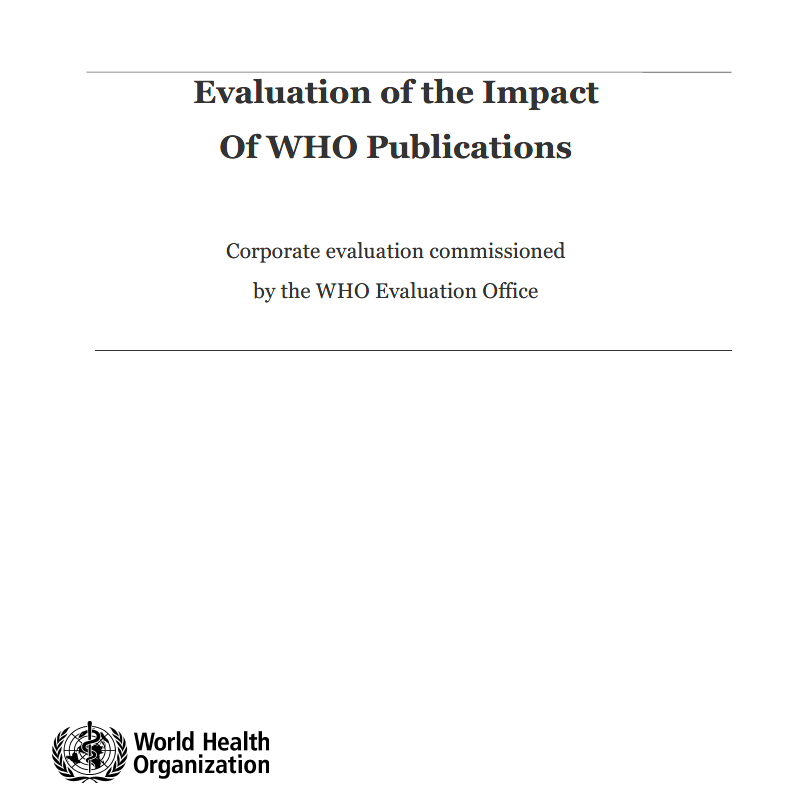 Evaluation of the Impact
Of WHO Publications
Corporate evaluation commissioned
by the WHO Evaluation Office
World Health
Organization